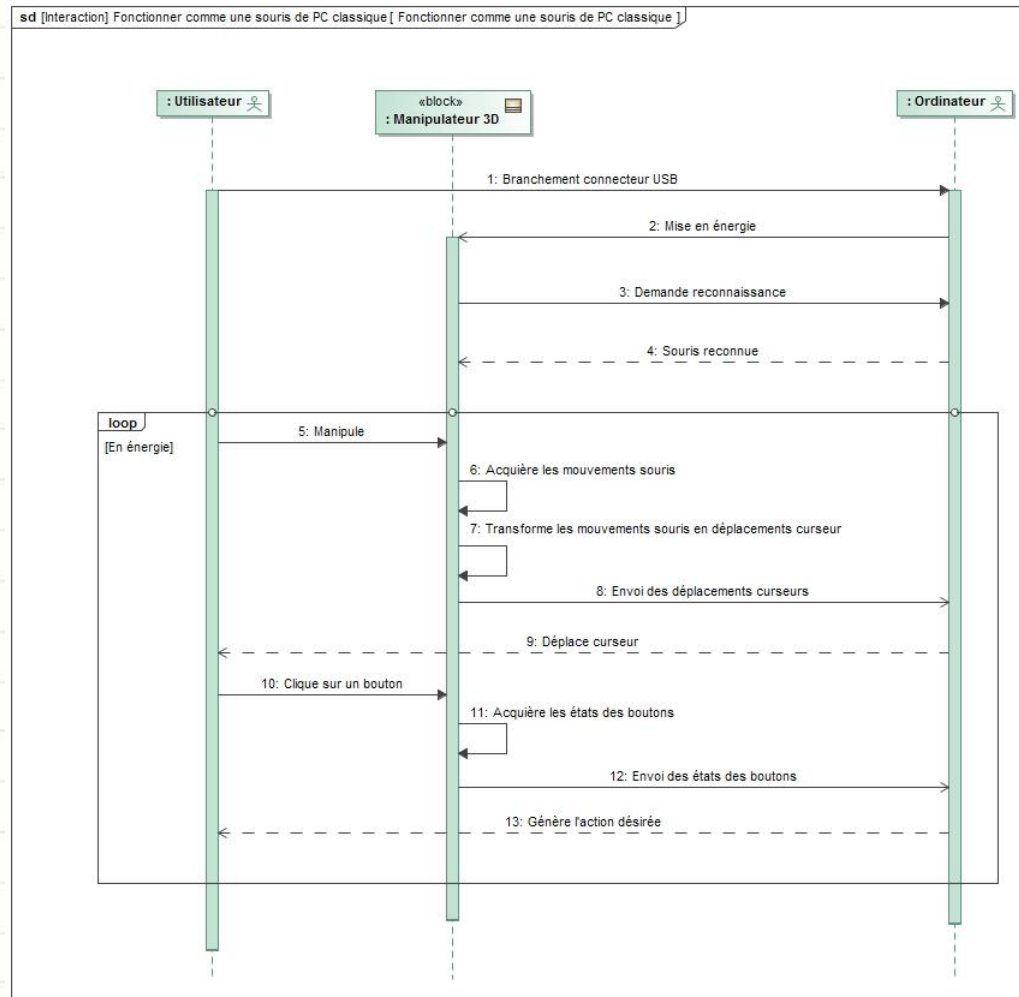 sd [Interaction] Fonctionner comme une souris de PC classique [ Fonctionner comme une souris de PC classique ]
: Utilisateur
«block»
: Manipulateur 3D
: Ordinateur
1: Branchement connecteur USB
2: Mise en énergie
3: Demande reconnaissance
4: Souris reconnue
loop
[En énergie]
5: Manipule
6: Acquière les mouvements souris
7: Transforme les mouvements souris en déplacements curseur
8: Envoi des déplacements curseurs
9: Déplace curseur
10: Clique sur un bouton
11: Acquière les états des boutons
12: Envoi des états des boutons
13: Génère l'action désirée